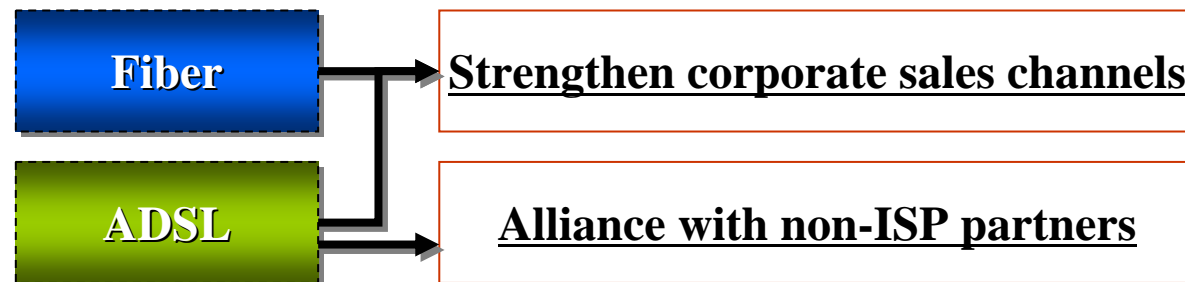 Fiber
Strengthen corporate sales channels
ADSL
Alliance with non-ISP partners